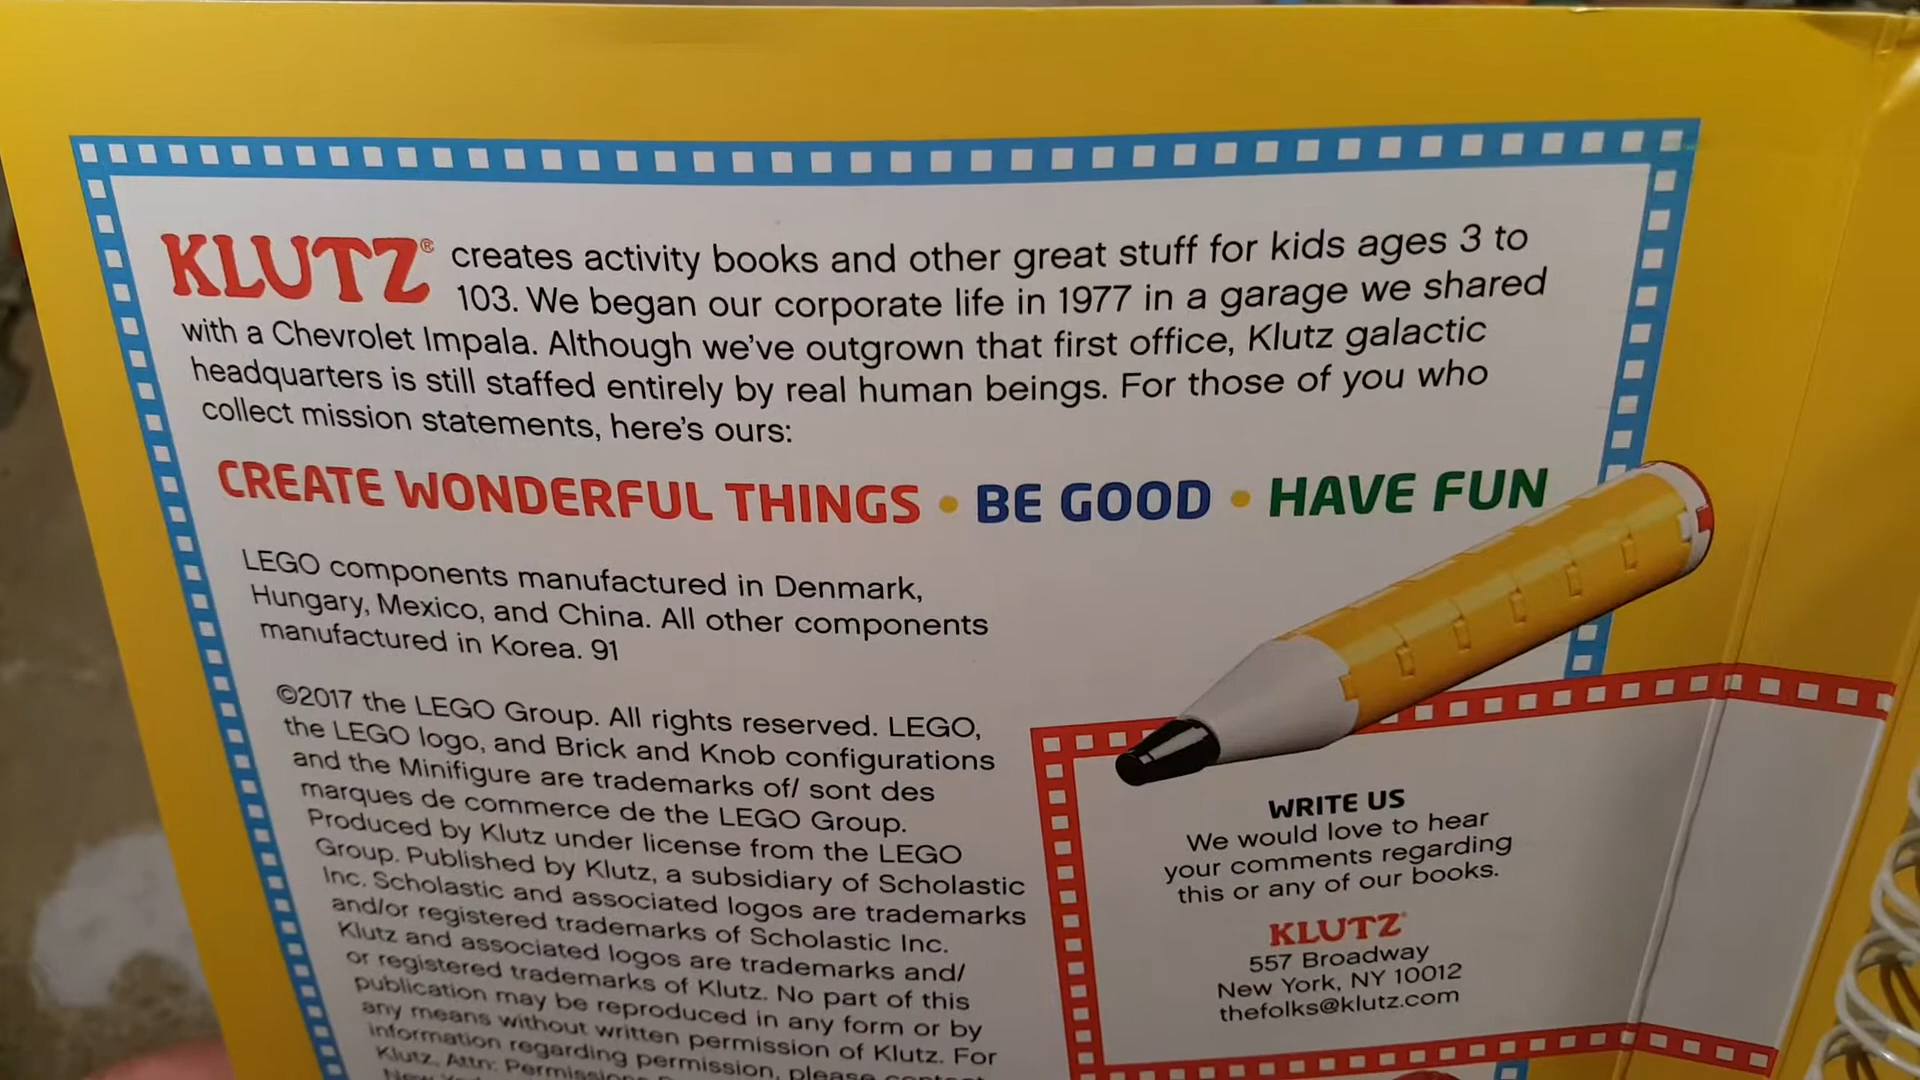 KLUTZ® creates activity books and other great stuff for kids ages 3 to
103. We began our corporate life in 1977 in a garage we shared
with a Chevrolet Impala. Although we've outgrown that first office, Klutz galactic
headquarters is still staffed entirely by real human beings. For those of you who
collect mission statements, here's ours:
CREATE WONDERFUL THINGS • BE GOOD • HAVE FUN
LEGO components manufactured in Denmark,
Hungary, Mexico, and China. All other components
manufactured in Korea. 91
©2017 the LEGO Group. All rights reserved. LEGO,
the LEGO logo, and Brick and Knob configurations
and the Minifigure are trademarks of/ sont des
marques de commerce de the LEGO Group.
Produced by Klutz under license from the LEGO
Group. Published by Klutz, a subsidiary of Scholastic
Inc. Scholastic and associated logos are trademarks
and/or registered trademarks of Scholastic Inc.
Klutz and associated logos are trademarks and/
or registered trademarks of Klutz. No part of this
publication may be reproduced in any form or by
any means without written permission of Klutz. For
information regarding permission, please contact
Klutz, Attn: Permissions
WRITE US
We would love to hear
your comments regarding
this or any of our books.
KLUTZ®
557 Broadway
New York, NY 10012
thefolks@klutz.com